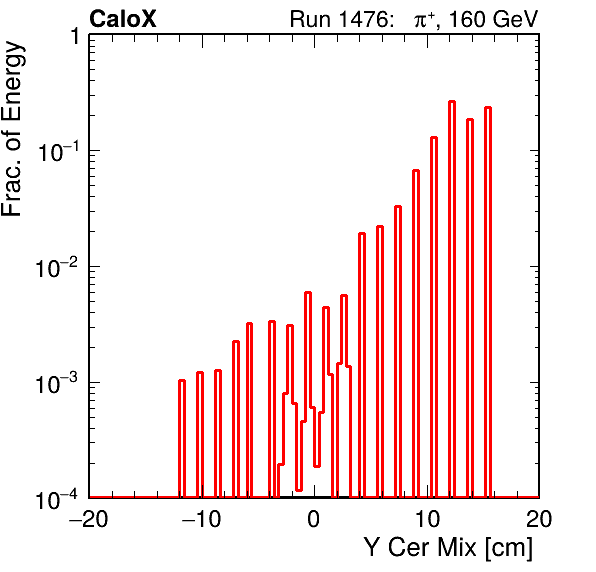 CaloX Run 1476: π⁺, 160 GeV
Frac. of Energy
1
10⁻¹
10⁻²
10⁻³
10⁻⁴
−20 −10 0 10 20
Y Cer Mix [cm]